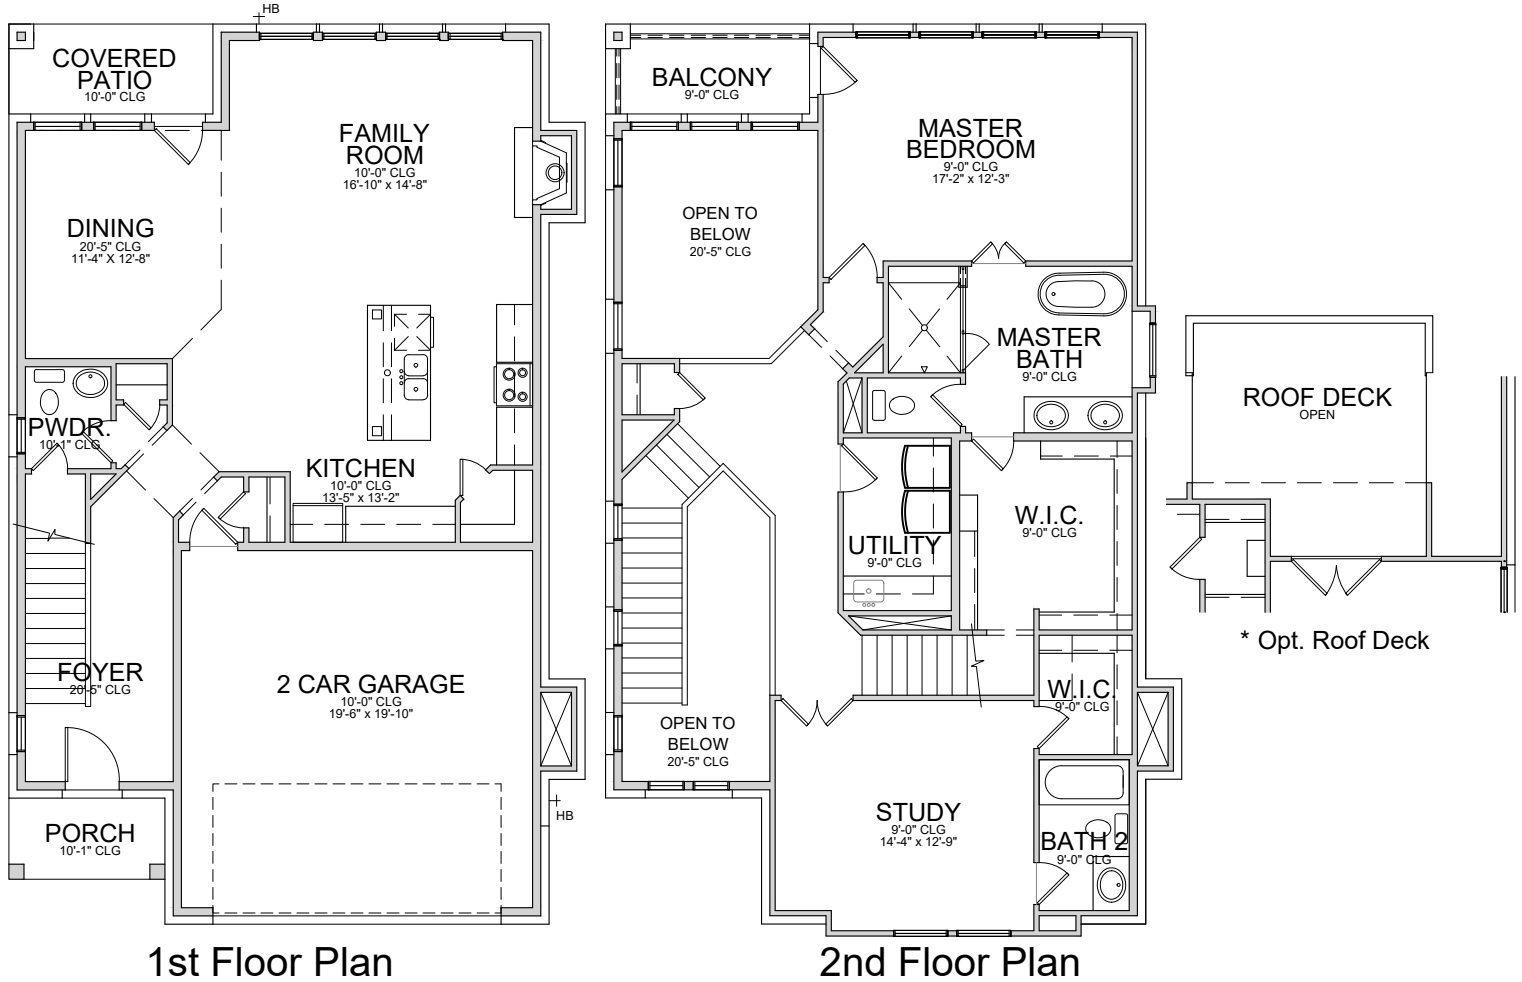 HB
COVERED
PATIO
10'-0" CLG
FAMILY
ROOM
10'-0" CLG
16'-10" x 14'-8"
DINING
20'-5" CLG
11'-4" X 12'-8"
PWDR.
10'-1" CLG
KITCHEN
10'-0" CLG
13'-5" x 13'-2"
FOYER
20'-5" CLG
2 CAR GARAGE
10'-0" CLG
19'-6" x 19'-10"
HB
PORCH
10'-1" CLG
1st Floor Plan
BALCONY
9'-0" CLG
MASTER
BEDROOM
9'-0" CLG
17'-2" x 12'-3"
OPEN TO
BELOW
20'-5" CLG
MASTER
BATH
9'-0" CLG
W.I.C.
9'-0" CLG
UTILITY
9'-0" CLG
W.I.C.
9'-0" CLG
OPEN TO
BELOW
20'-5" CLG
STUDY
9'-0" CLG
14'-4" x 12'-9"
BATH 2
9'-0" CLG
2nd Floor Plan
ROOF DECK
OPEN
* Opt. Roof Deck